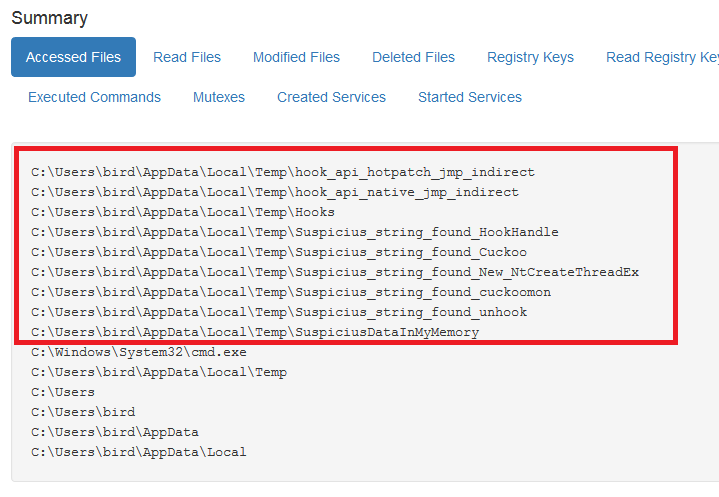 Summary
Accessed Files Read Files Modified Files Deleted Files Registry Keys Read Registry Key
Executed Commands Mutexes Created Services Started Services
C:\Users\bird\AppData\Local\Temp\hook_api_hotpatch_jmp_indirect
C:\Users\bird\AppData\Local\Temp\hook_api_native_jmp_indirect
C:\Users\bird\AppData\Local\Temp\Hooks
C:\Users\bird\AppData\Local\Temp\Suspicius_string_found_HookHandle
C:\Users\bird\AppData\Local\Temp\Suspicius_string_found_Cuckoo
C:\Users\bird\AppData\Local\Temp\Suspicius_string_found_New_NtCreateThreadEx
C:\Users\bird\AppData\Local\Temp\Suspicius_string_found_cuckoomon
C:\Users\bird\AppData\Local\Temp\Suspicius_string_found_unhook
C:\Users\bird\AppData\Local\Temp\SuspiciusDataInMyMemory
C:\Windows\System32\cmd.exe
C:\Users\bird\AppData\Local\Temp
C:\Users
C:\Users\bird
C:\Users\bird\AppData
C:\Users\bird\AppData\Local